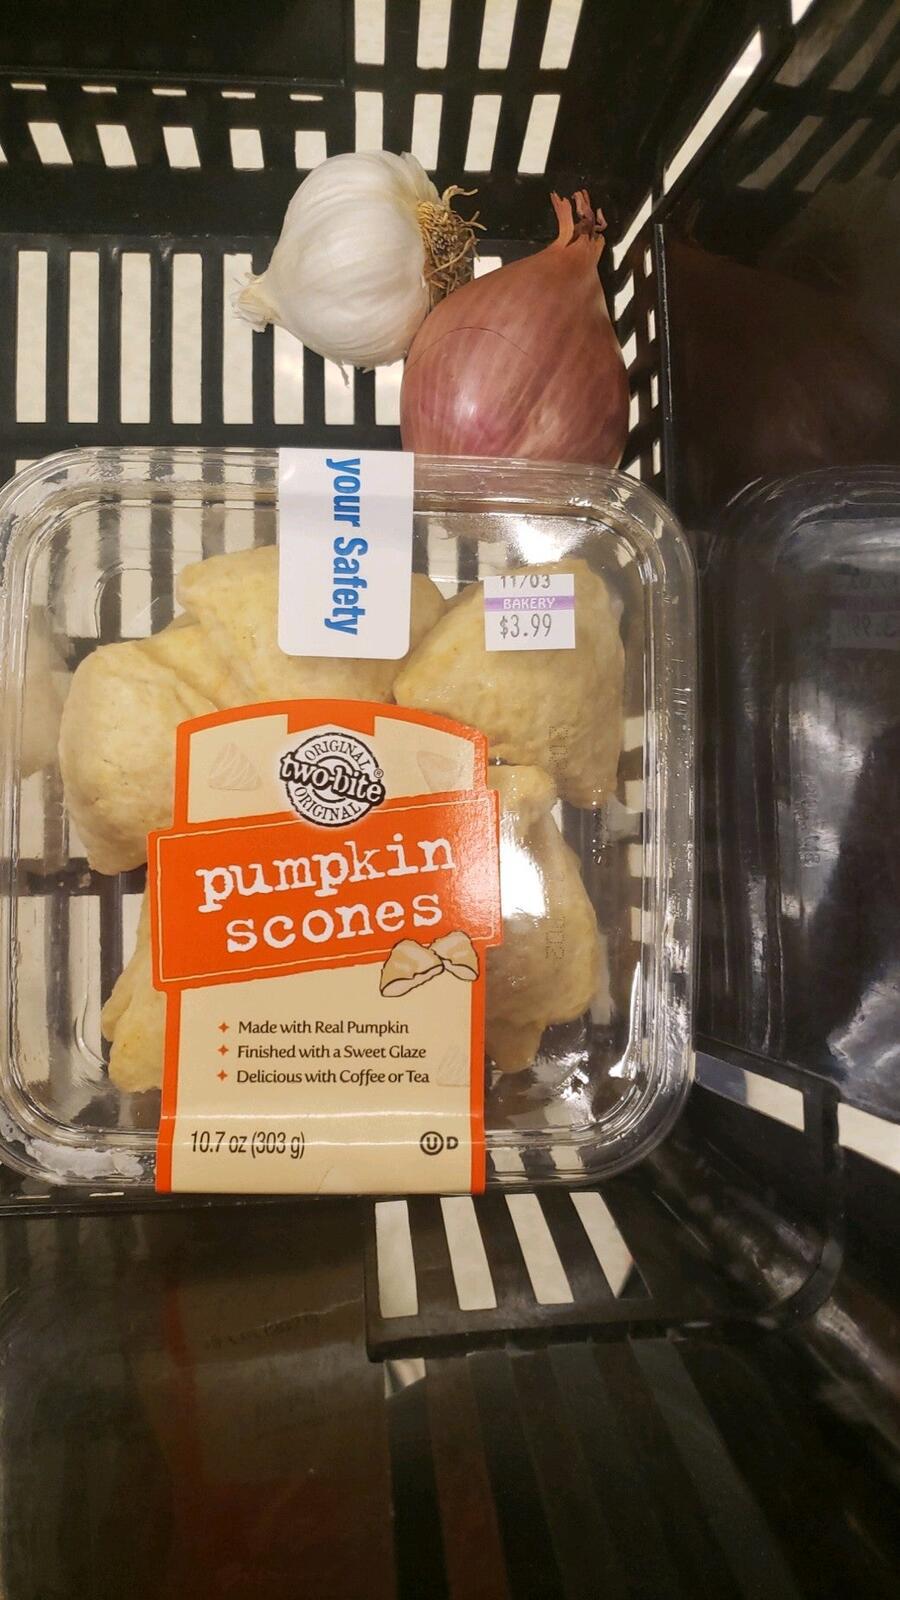 your Safety
11/03
BAKERY
$3.99
ORIGINAL
two·bite®
ORIGINAL
pumpkin
scones
✦ Made with Real Pumpkin
✦ Finished with a Sweet Glaze
✦ Delicious with Coffee or Tea
10.7 oz (303 g)
U D